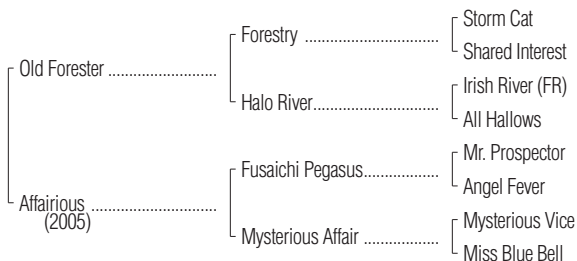 Storm Cat
Forestry ................................
Shared Interest
Old Forester ..........................
Irish River (FR)
Halo River..............................
All Hallows
Mr. Prospector
Fusaichi Pegasus..................
Angel Fever
Affairious ..............................
(2005)
Mysterious Vice
Mysterious Affair ..................
Miss Blue Bell